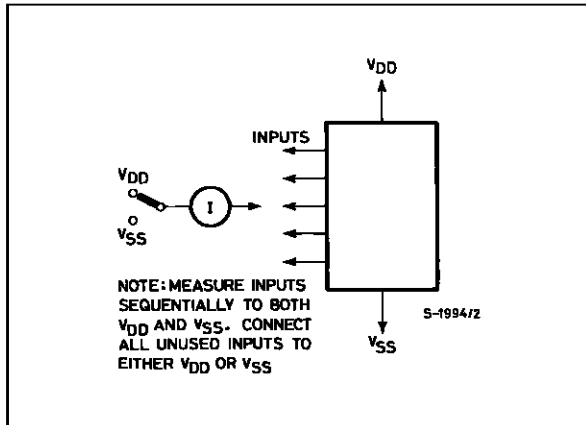 VDD
INPUTS
VDD
I
VSS
NOTE: MEASURE INPUTS
SEQUENTIALLY TO BOTH
VDD AND VSS. CONNECT
ALL UNUSED INPUTS TO
EITHER VDD OR VSS
S-1994/2
VSS